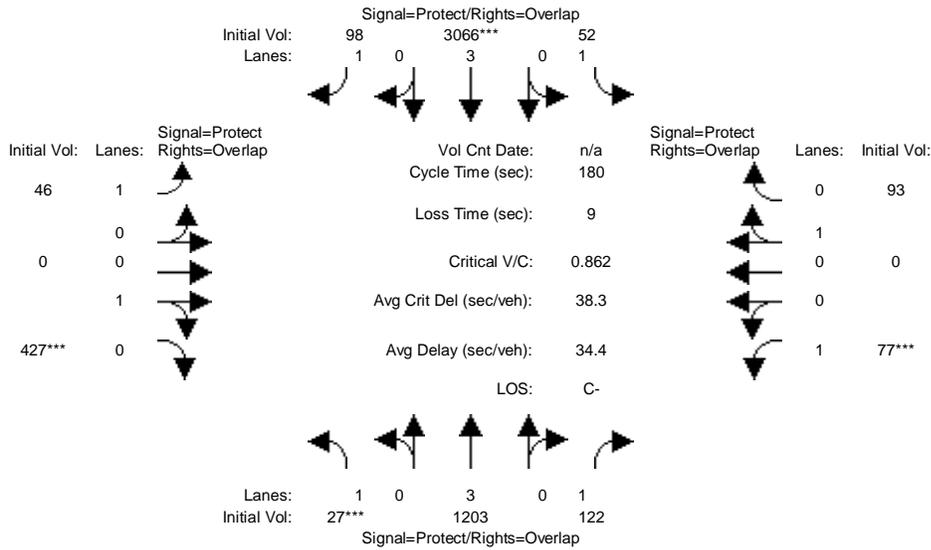 Signal=Protect/Rights=Overlap
Initial Vol: 98 3066*** 52
Lanes: 1 0 3 0 1
Signal=Protect
Rights=Overlap
Initial Vol: Lanes:
Signal=Protect
Rights=Overlap
Lanes: Initial Vol:
Vol Cnt Date: n/a
Cycle Time (sec): 180
46 1
0 93
Loss Time (sec): 9
0
1
0 0
Critical V/C: 0.862
0 0
1
Avg Crit Del (sec/veh): 38.3
0
427*** 0
Avg Delay (sec/veh): 34.4
1 77***
LOS: C-
Lanes: 1 0 3 0 1
Initial Vol: 27*** 1203 122
Signal=Protect/Rights=Overlap